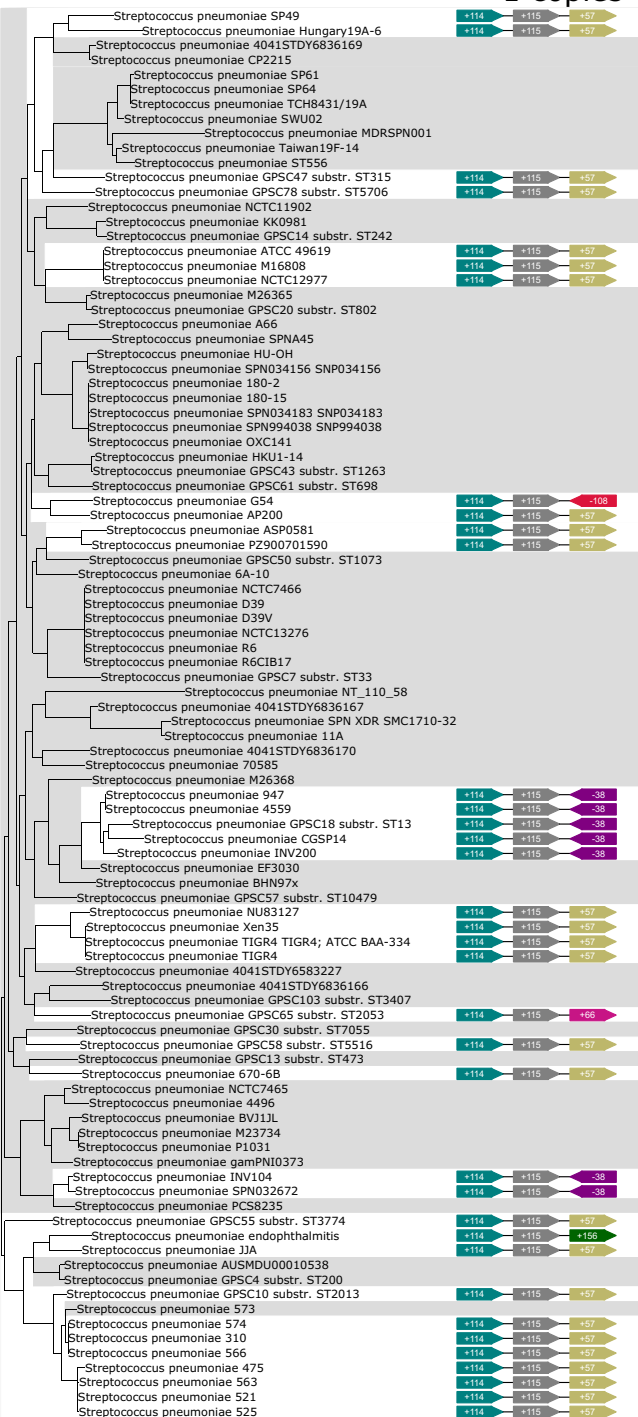 Streptococcus pneumoniae SP49 +114 +115 +57
Streptococcus pneumoniae Hungary19A-6 +114 +115 +57
Streptococcus pneumoniae 4041STDY6836169
Streptococcus pneumoniae CP2215
Streptococcus pneumoniae SP61
Streptococcus pneumoniae SP64
Streptococcus pneumoniae TCH8431/19A
Streptococcus pneumoniae SWU02
Streptococcus pneumoniae MDRSPN001
Streptococcus pneumoniae Taiwan19F-14
Streptococcus pneumoniae ST556
Streptococcus pneumoniae GPSC47 substr. ST315 +114 +115 +57
Streptococcus pneumoniae GPSC78 substr. ST5706 +114 +115 +57
Streptococcus pneumoniae NCTC11902
Streptococcus pneumoniae KK0981
Streptococcus pneumoniae GPSC14 substr. ST242
Streptococcus pneumoniae ATCC 49619 +114 +115 +57
Streptococcus pneumoniae M16808 +114 +115 +57
Streptococcus pneumoniae NCTC12977 +114 +115 +57
Streptococcus pneumoniae M26365
Streptococcus pneumoniae GPSC20 substr. ST802
Streptococcus pneumoniae A66
Streptococcus pneumoniae SPNA45
Streptococcus pneumoniae HU-OH
Streptococcus pneumoniae SPN034156 SNP034156
Streptococcus pneumoniae 180-2
Streptococcus pneumoniae 180-15
Streptococcus pneumoniae SPN034183 SNP034183
Streptococcus pneumoniae SPN994038 SNP994038
Streptococcus pneumoniae OXC141
Streptococcus pneumoniae HKU1-14
Streptococcus pneumoniae GPSC43 substr. ST1263
Streptococcus pneumoniae GPSC61 substr. ST698
Streptococcus pneumoniae G54 +114 +115 -108
Streptococcus pneumoniae AP200 +114 +115 +57
Streptococcus pneumoniae ASP0581 +114 +115 +57
Streptococcus pneumoniae PZ900701590 +114 +115 +57
Streptococcus pneumoniae GPSC50 substr. ST1073
Streptococcus pneumoniae 6A-10
Streptococcus pneumoniae NCTC7466
Streptococcus pneumoniae D39
Streptococcus pneumoniae D39V
Streptococcus pneumoniae NCTC13276
Streptococcus pneumoniae R6
Streptococcus pneumoniae R6CIB17
Streptococcus pneumoniae GPSC7 substr. ST33
Streptococcus pneumoniae NT_110_58
Streptococcus pneumoniae 4041STDY6836167
Streptococcus pneumoniae SPN XDR SMC1710-32
Streptococcus pneumoniae 11A
Streptococcus pneumoniae 4041STDY6836170
Streptococcus pneumoniae 70585
Streptococcus pneumoniae M26368
Streptococcus pneumoniae 947 +114 +115 -38
Streptococcus pneumoniae 4559 +114 +115 -38
Streptococcus pneumoniae GPSC18 substr. ST13 +114 +115 -38
Streptococcus pneumoniae CGSP14 +114 +115 -38
Streptococcus pneumoniae INV200 +114 +115 -38
Streptococcus pneumoniae EF3030
Streptococcus pneumoniae BHN97x
Streptococcus pneumoniae GPSC57 substr. ST10479
Streptococcus pneumoniae NU83127 +114 +115 +57
Streptococcus pneumoniae Xen35 +114 +115 +57
Streptococcus pneumoniae TIGR4 TIGR4; ATCC BAA-334 +114 +115 +57
Streptococcus pneumoniae TIGR4 +114 +115 +57
Streptococcus pneumoniae 4041STDY6583227
Streptococcus pneumoniae 4041STDY6836166
Streptococcus pneumoniae GPSC103 substr. ST3407
Streptococcus pneumoniae GPSC65 substr. ST2053 +114 +115 +66
Streptococcus pneumoniae GPSC30 substr. ST7055
Streptococcus pneumoniae GPSC58 substr. ST5516 +114 +115 +57
Streptococcus pneumoniae GPSC13 substr. ST473
Streptococcus pneumoniae 670-6B +114 +115 +57
Streptococcus pneumoniae NCTC7465
Streptococcus pneumoniae 4496
Streptococcus pneumoniae BVJ1JL
Streptococcus pneumoniae M23734
Streptococcus pneumoniae P1031
Streptococcus pneumoniae gamPNI0373
Streptococcus pneumoniae INV104 +114 +115 -38
Streptococcus pneumoniae SPN032672 +114 +115 -38
Streptococcus pneumoniae PCS8235
Streptococcus pneumoniae GPSC55 substr. ST3774 +114 +115 +57
Streptococcus pneumoniae endophthalmitis +114 +115 +156
Streptococcus pneumoniae JJA +114 +115 +57
Streptococcus pneumoniae AUSMDU00010538
Streptococcus pneumoniae GPSC4 substr. ST200
Streptococcus pneumoniae GPSC10 substr. ST2013 +114 +115 +57
Streptococcus pneumoniae 573
Streptococcus pneumoniae 574 +114 +115 +57
Streptococcus pneumoniae 310 +114 +115 +57
Streptococcus pneumoniae 566 +114 +115 +57
Streptococcus pneumoniae 475 +114 +115 +57
Streptococcus pneumoniae 563 +114 +115 +57
Streptococcus pneumoniae 521 +114 +115 +57
Streptococcus pneumoniae 525 +114 +115 +57